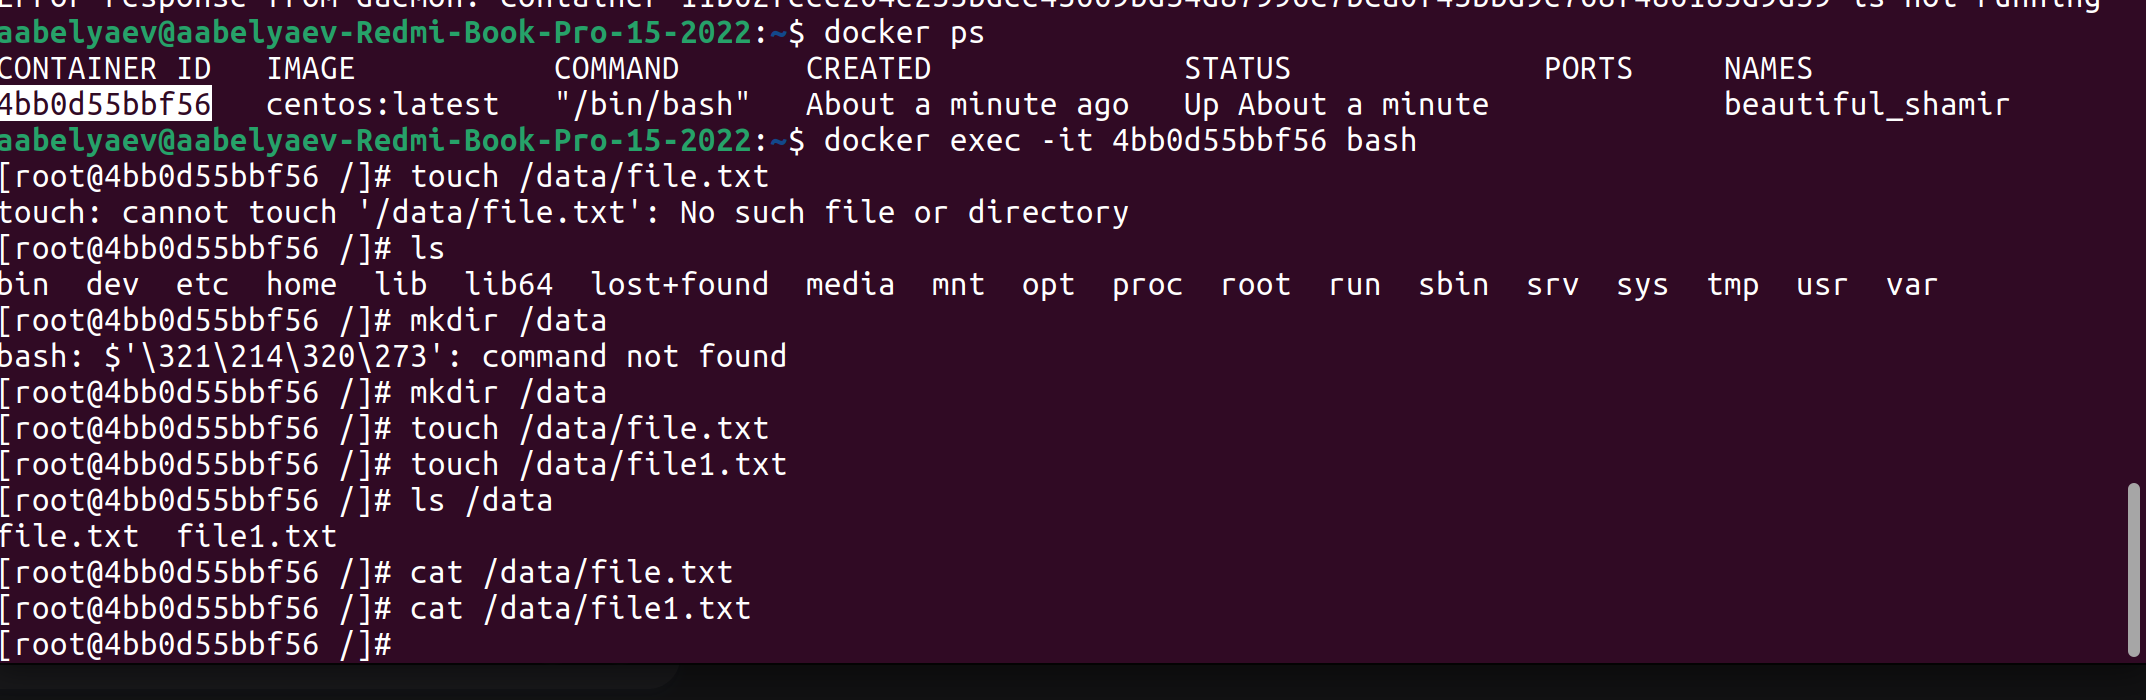 aabelyaev@aabelyaev-Redmi-Book-Pro-15-2022:~$ docker ps
CONTAINER ID   IMAGE           COMMAND       CREATED              STATUS              PORTS     NAMES
4bb0d55bbf56   centos:latest   "/bin/bash"   About a minute ago   Up About a minute             beautiful_shamir
aabelyaev@aabelyaev-Redmi-Book-Pro-15-2022:~$ docker exec -it 4bb0d55bbf56 bash
[root@4bb0d55bbf56 /]# touch /data/file.txt
touch: cannot touch '/data/file.txt': No such file or directory
[root@4bb0d55bbf56 /]# ls
bin  dev  etc  home  lib  lib64  lost+found  media  mnt  opt  proc  root  run  sbin  srv  sys  tmp  usr  var
[root@4bb0d55bbf56 /]# mkdir /data
bash: $'\321\214\320\273': command not found
[root@4bb0d55bbf56 /]# mkdir /data
[root@4bb0d55bbf56 /]# touch /data/file.txt
[root@4bb0d55bbf56 /]# touch /data/file1.txt
[root@4bb0d55bbf56 /]# ls /data
file.txt  file1.txt
[root@4bb0d55bbf56 /]# cat /data/file.txt
[root@4bb0d55bbf56 /]# cat /data/file1.txt
[root@4bb0d55bbf56 /]#